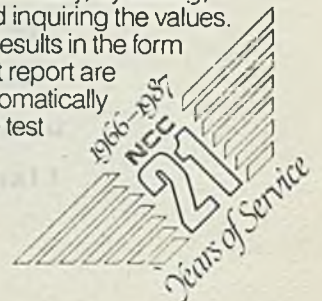 d inquiring the values.
esults in the form
t report are
omatically
test
1966-1987
NCC
21
Years of Service